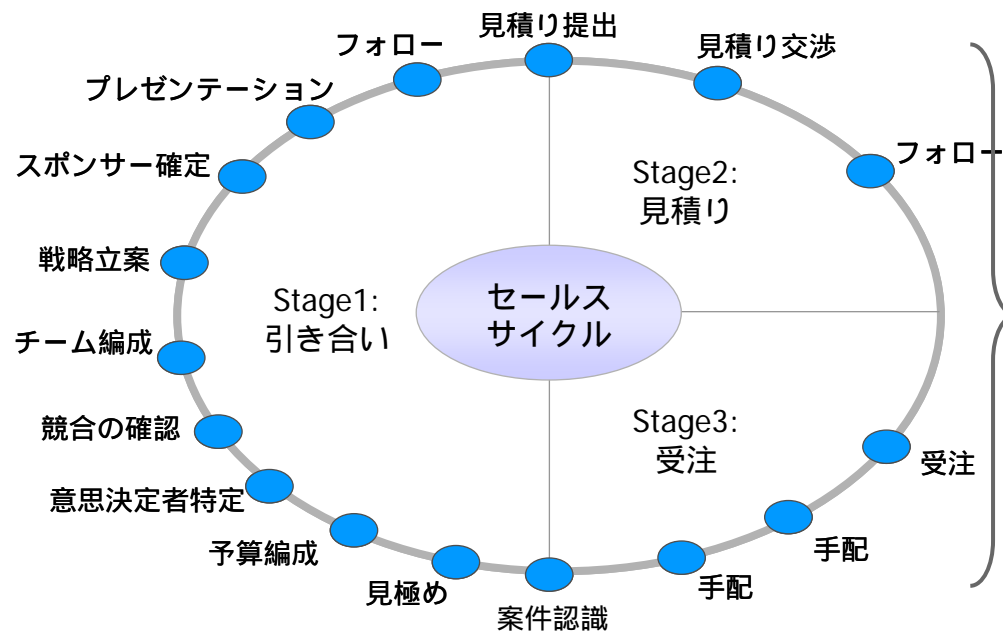 見積り提出
フォロー
見積り交渉
プレゼンテーション
フォロー
スポンサー確定
Stage2:
見積り
戦略立案
Stage1:
引き合い
セールス
サイクル
チーム編成
競合の確認
Stage3:
受注
受注
意思決定者特定
予算編成
手配
見極め
手配
案件認識